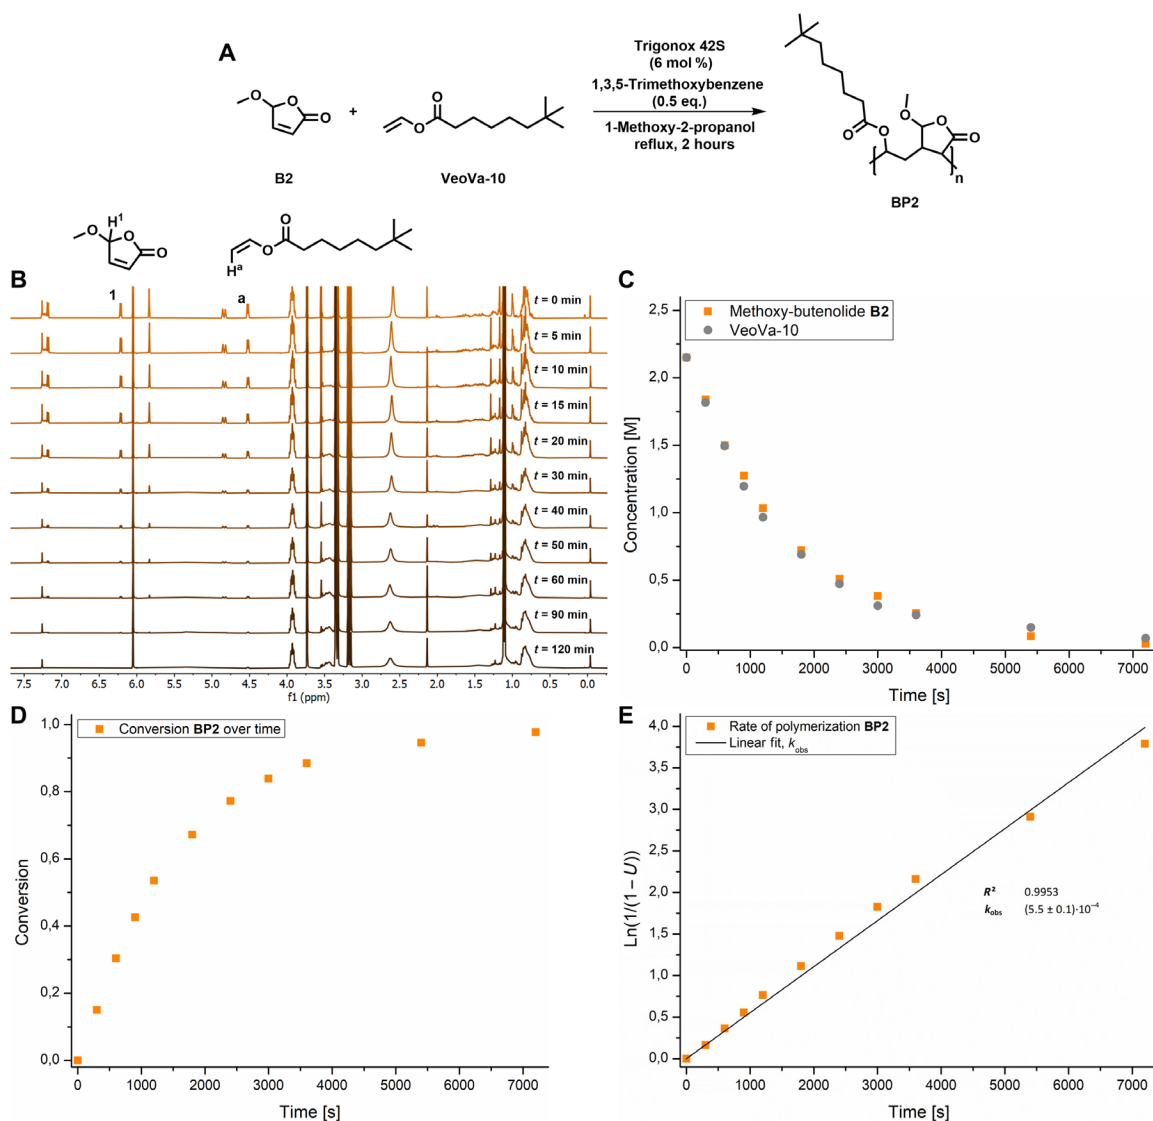 A
Trigonox 42S
(6 mol %)
1,3,5-Trimethoxybenzene
(0.5 eq.)
1-Methoxy-2-propanol
reflux, 2 hours
O
O
O
+
O
O
B2
VeoVa-10
O
O
O
O
O
n
BP2
H1
O
O
O
O
O
Ha
B
1
a
t = 0 min
t = 5 min
t = 10 min
t = 15 min
t = 20 min
t = 30 min
t = 40 min
t = 50 min
t = 60 min
t = 90 min
t = 120 min
7.5 7.0 6.5 6.0 5.5 5.0 4.5 4.0 3.5 3.0 2.5 2.0 1.5 1.0 0.5 0.0
f1 (ppm)
C
Methoxy-butenolide B2
VeoVa-10
2,5
2,0
1,5
1,0
0,5
0,0
Concentration [M]
0 1000 2000 3000 4000 5000 6000 7000
Time [s]
D
Conversion BP2 over time
1,0
0,8
0,6
0,4
0,2
0,0
Conversion
0 1000 2000 3000 4000 5000 6000 7000
Time [s]
E
Rate of polymerization BP2
Linear fit, kobs
4,0
3,5
3,0
2,5
2,0
1,5
1,0
0,5
0,0
Ln(1/(1 – U))
R² 0.9953
kobs (5.5 ± 0.1)·10⁻⁴
0 1000 2000 3000 4000 5000 6000 7000
Time [s]